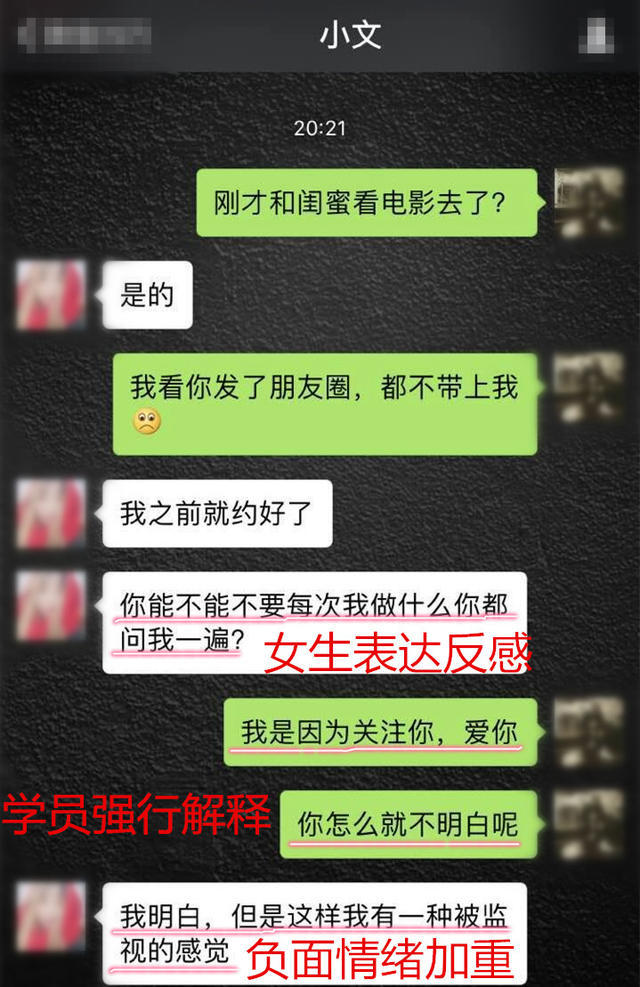 小文
20:21
刚才和闺蜜看电影去了？
是的
我看你发了朋友圈，都不带上我
我之前就约好了
你能不能不要每次我做什么你都
问我一遍？
女生表达反感
我是因为关注你，爱你
学员强行解释
你怎么就不明白呢
我明白，但是这样我有一种被监
视的感觉
负面情绪加重